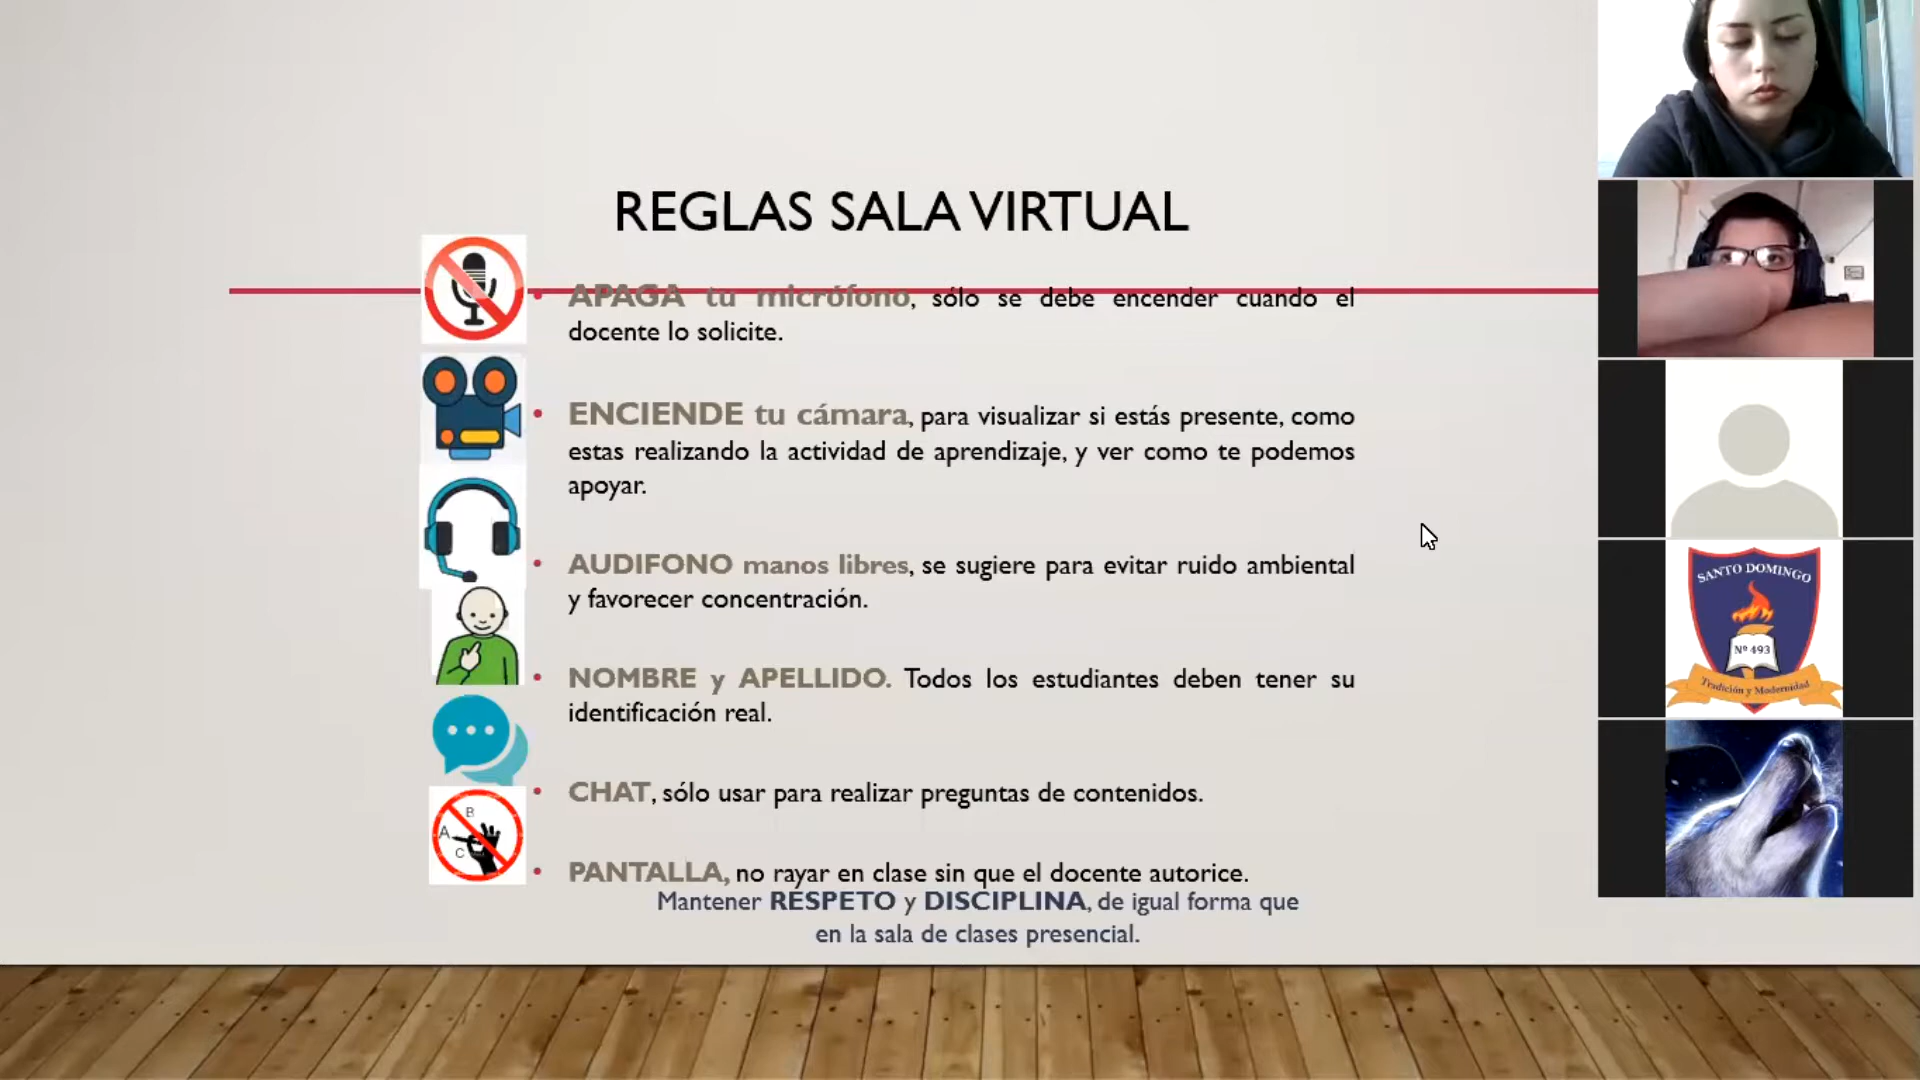 REGLAS SALA VIRTUAL
APAGA tu micrófono, sólo se debe encender cuando el
docente lo solicite.
ENCIENDE tu cámara, para visualizar si estás presente, como
estas realizando la actividad de aprendizaje, y ver como te podemos
apoyar.
AUDIFONO manos libres, se sugiere para evitar ruido ambiental
y favorecer concentración.
NOMBRE y APELLIDO. Todos los estudiantes deben tener su
identificación real.
CHAT, sólo usar para realizar preguntas de contenidos.
B
A
C
PANTALLA, no rayar en clase sin que el docente autorice.
Mantener RESPETO y DISCIPLINA, de igual forma que
en la sala de clases presencial.
SANTO DOMINGO
Nº 493
Tradición y Modernidad